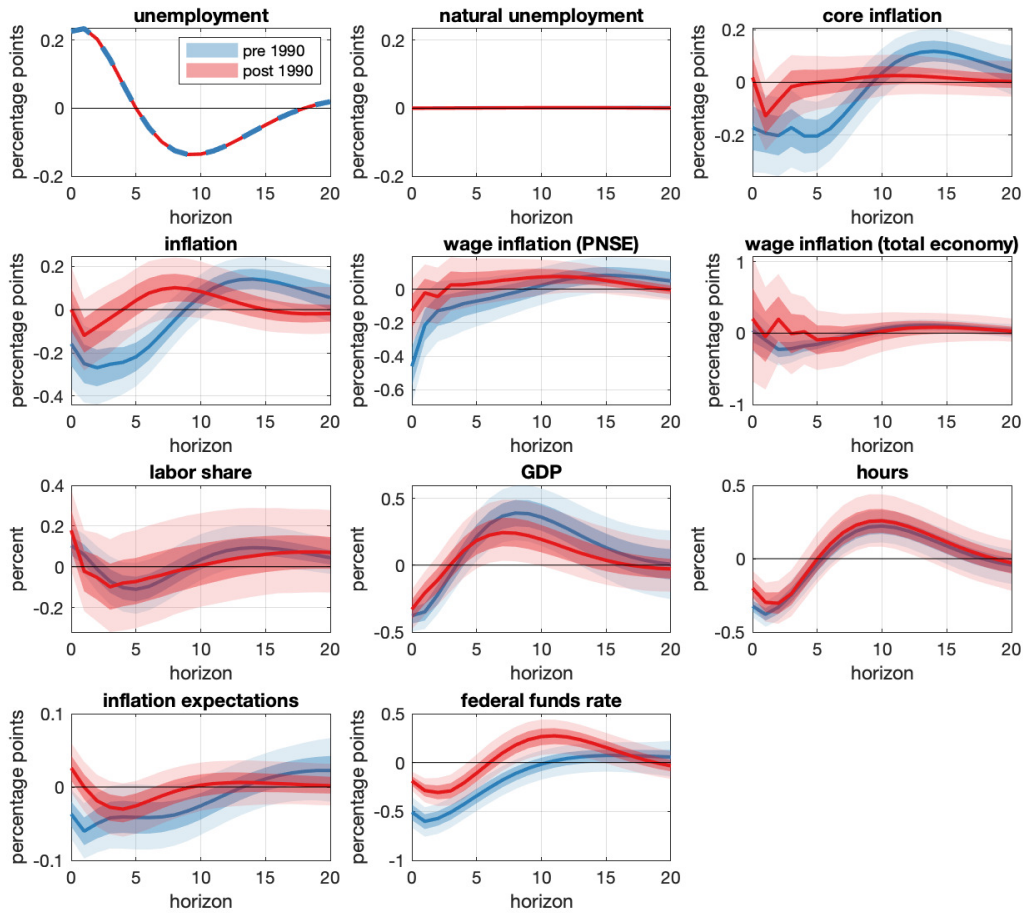 unemployment
percentage points
0.2
0
-0.2
0 5 10 15 20
horizon
pre 1990
post 1990
natural unemployment
percentage points
0.2
0
0.2
0 5 10 15 20
horizon
core inflation
percentage points
0.2
0
-0.2
0 5 10 15 20
horizon
inflation
percentage points
0.2
0
-0.2
-0.4
0 5 10 15 20
horizon
wage inflation (PNSE)
percentage points
0
-0.2
-0.4
-0.6
0 5 10 15 20
horizon
wage inflation (total economy)
percentage points
1
0
-1
0 5 10 15 20
horizon
labor share
percent
0.4
0.2
0
-0.2
0 5 10 15 20
horizon
GDP
percent
0.5
0
-0.5
0 5 10 15 20
horizon
hours
percent
0.5
0
-0.5
0 5 10 15 20
horizon
inflation expectations
percentage points
0.1
0
-0.1
0 5 10 15 20
horizon
federal funds rate
percentage points
0.5
0
-0.5
-1
0 5 10 15 20
horizon